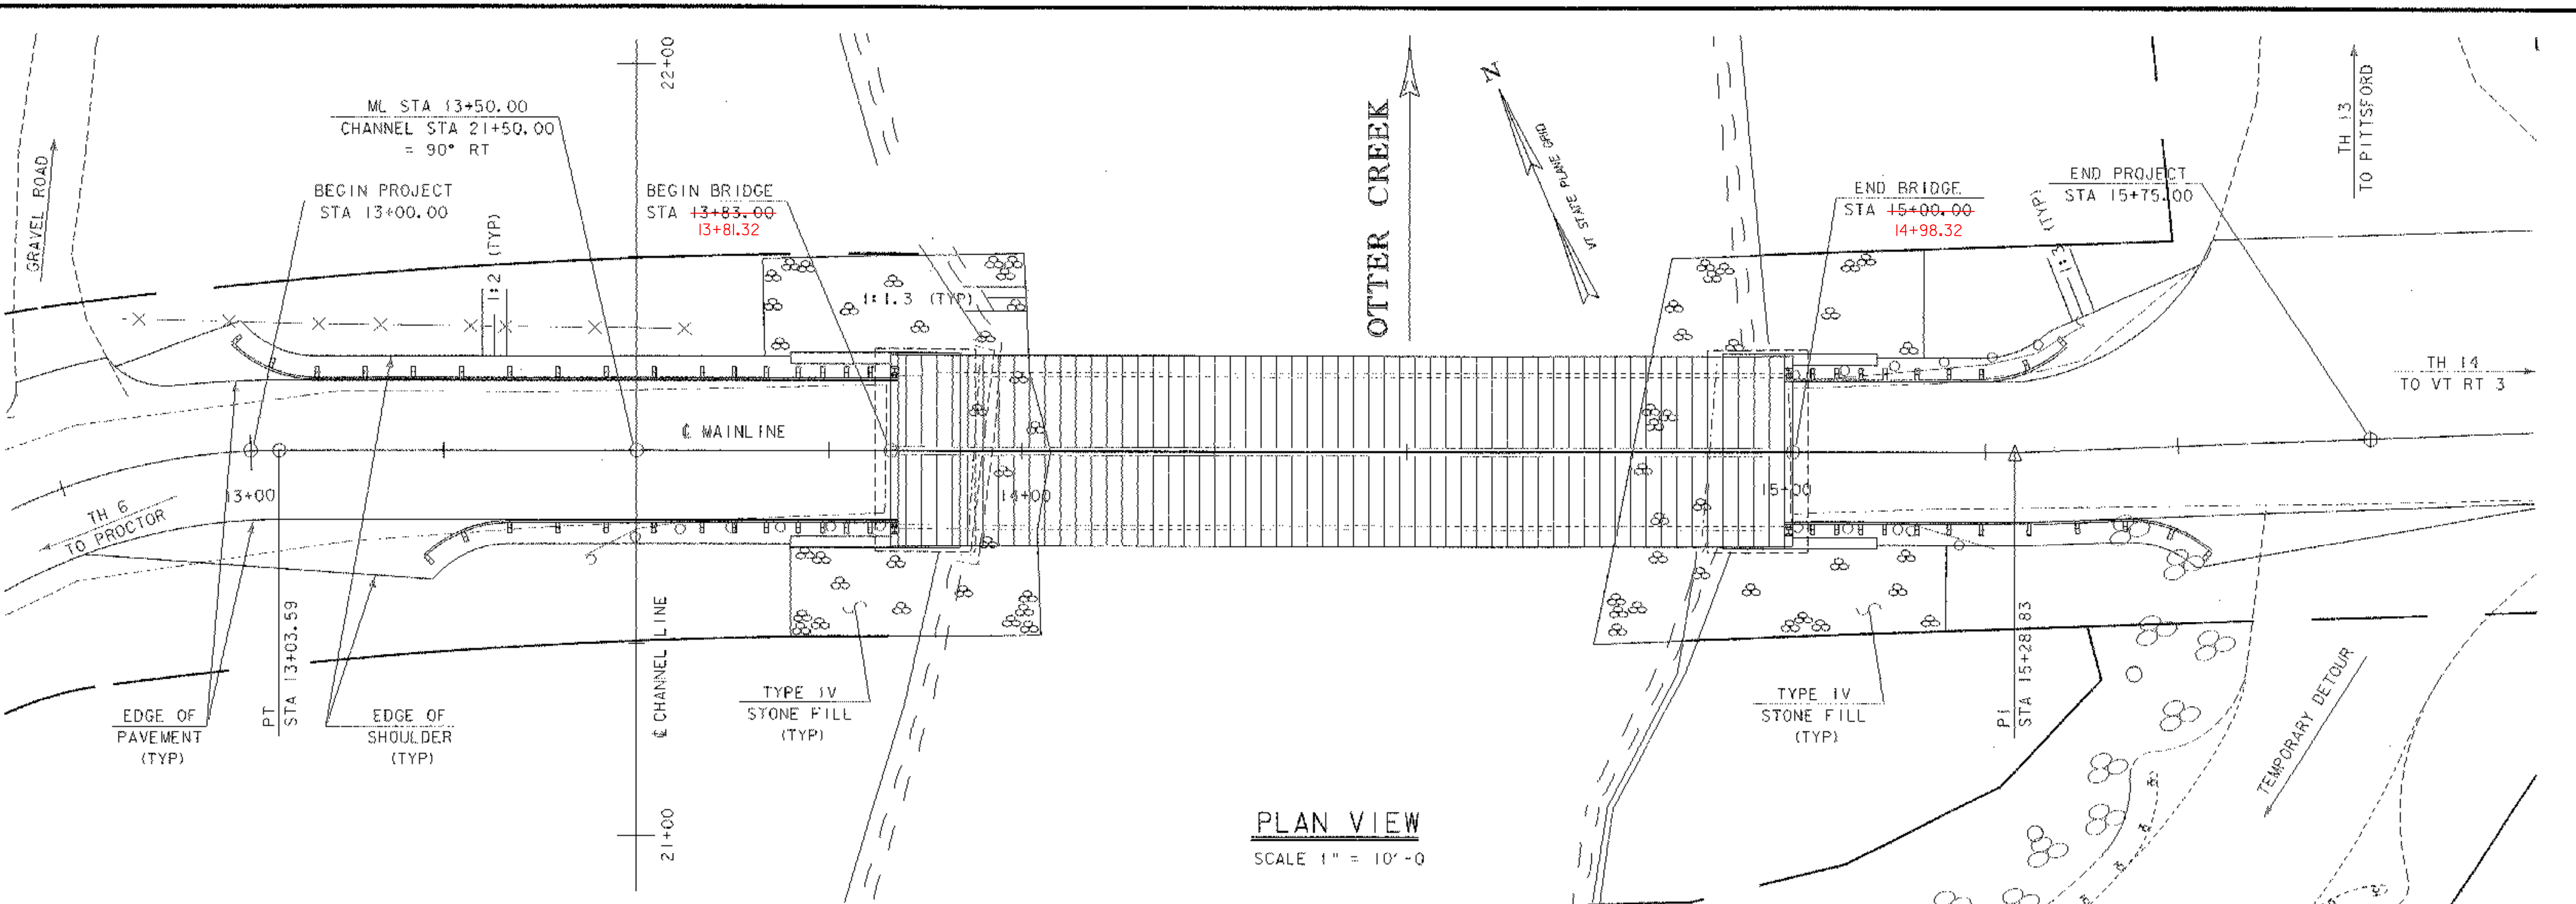 22+00
ML STA 13+50.00
CHANNEL STA 21+50.00
= 90° RT
GRAVEL ROAD
BEGIN PROJECT
STA 13+00.00
BEGIN BRIDGE
STA 13+83.00
13+81.32
1:2 (TYP)
1:1.3 (TYP)
OTTER CREEK
N
VT STATE PLANE GRID
END BRIDGE
STA 15+00.00
14+98.32
1:3 (TYP)
END PROJECT
STA 15+75.00
TH 13
TO PITTSFORD
TH 14
TO VT RT 3
℄ MAINLINE
13+00
14+00
15+00
TH 6
TO PROCTOR
EDGE OF
PAVEMENT
(TYP)
PT
STA 13+03.59
EDGE OF
SHOULDER
(TYP)
℄ CHANNEL LINE
21+00
TYPE IV
STONE FILL
(TYP)
PLAN VIEW
SCALE 1" = 10'-0
TYPE IV
STONE FILL
(TYP)
PI
STA 15+28.83
TEMPORARY DETOUR